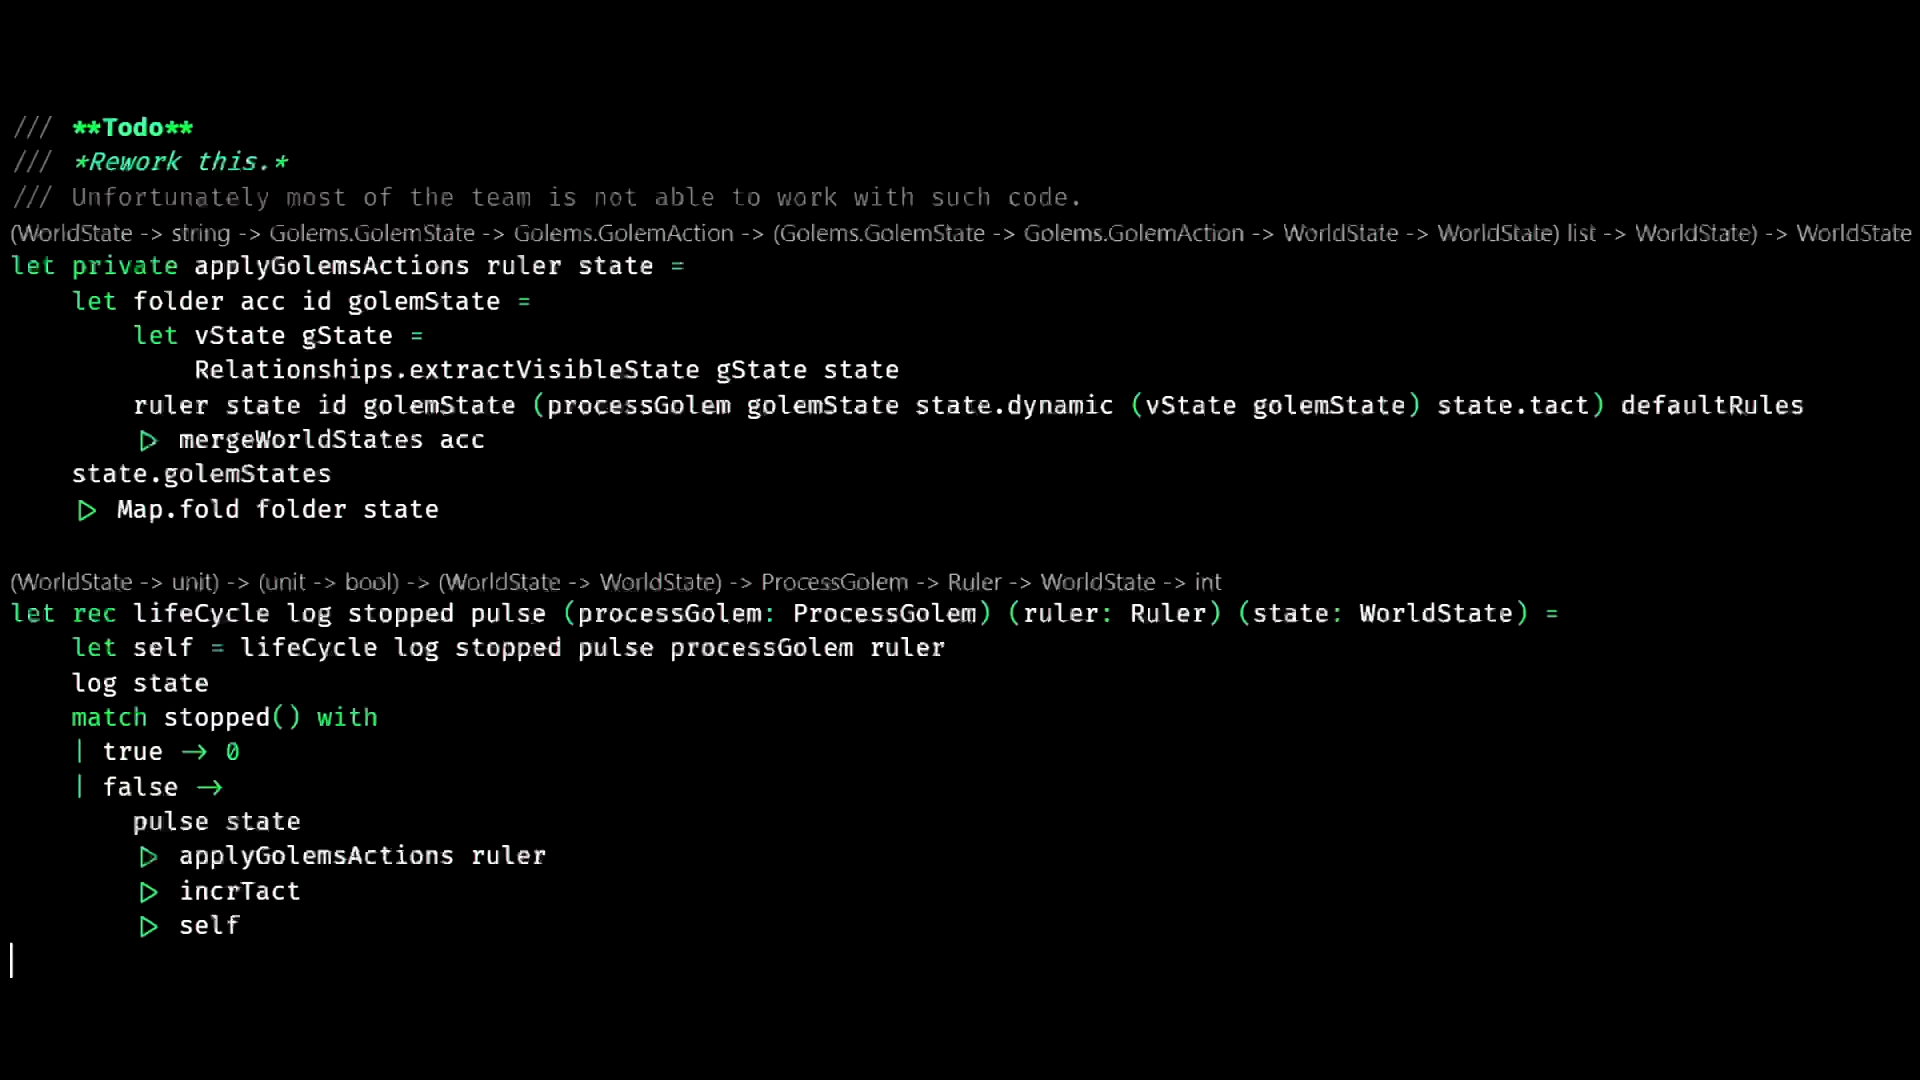 /// **Todo**
/// *Rework this.*
/// Unfortunately most of the team is not able to work with such code.
(WorldState -> string -> Golems.GolemState -> Golems.GolemAction -> (Golems.GolemState -> Golems.GolemAction -> WorldState -> WorldState) list -> WorldState) -> WorldState
let private applyGolemsActions ruler state =
    let folder acc id golemState =
        let vState gState =
            Relationships.extractVisibleState gState state
        ruler state id golemState (processGolem golemState state.dynamic (vState golemState) state.tact) defaultRules
        ▷ mergeWorldStates acc
    state.golemStates
    ▷ Map.fold folder state
(WorldState -> unit) -> (unit -> bool) -> (WorldState -> WorldState) -> ProcessGolem -> Ruler -> WorldState -> int
let rec lifeCycle log stopped pulse (processGolem: ProcessGolem) (ruler: Ruler) (state: WorldState) =
    let self = lifeCycle log stopped pulse processGolem ruler
    log state
    match stopped() with
    | true → 0
    | false →
        pulse state
        ▷ applyGolemsActions ruler
        ▷ incrTact
        ▷ self